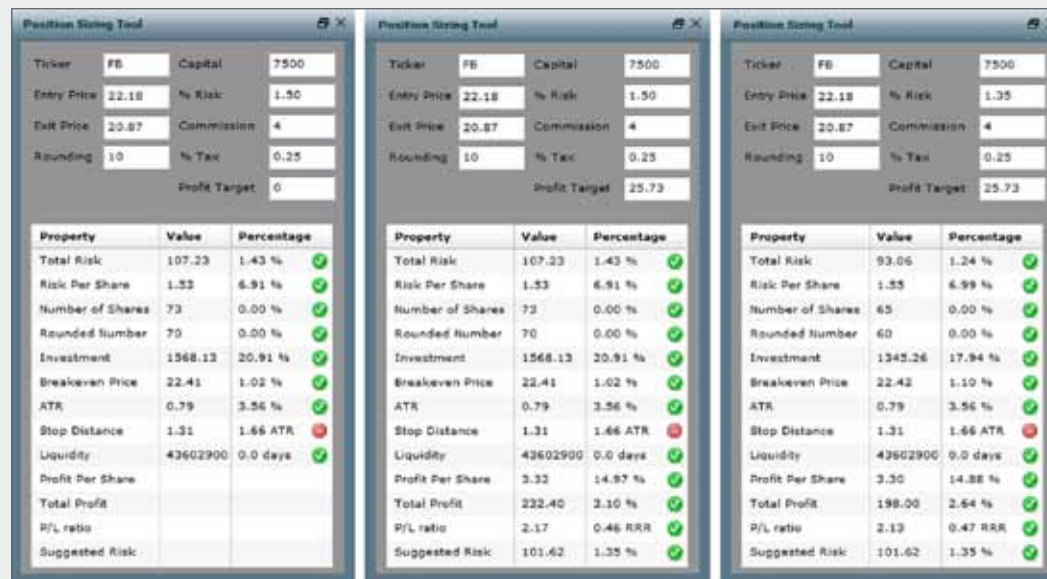 Position Sizing Tool
Ticker FB Capital 7500
Entry Price 22.18 % Risk 1.50
Exit Price 20.87 Commission 4
Rounding 10 % Tax 0.25
Profit Target 0
Property Value Percentage
Total Risk 107.23 1.43 %
Risk Per Share 1.53 6.91 %
Number of Shares 73 0.00 %
Rounded Number 70 0.00 %
Investment 1568.13 20.91 %
Breakeven Price 22.41 1.02 %
ATR 0.79 3.56 %
Stop Distance 1.31 1.66 ATR
Liquidity 43602900 0.0 days
Profit Per Share
Total Profit
P/L ratio
Suggested Risk
Position Sizing Tool
Ticker FB Capital 7500
Entry Price 22.18 % Risk 1.50
Exit Price 20.87 Commission 4
Rounding 10 % Tax 0.25
Profit Target 25.73
Property Value Percentage
Total Risk 107.23 1.43 %
Risk Per Share 1.53 6.91 %
Number of Shares 73 0.00 %
Rounded Number 70 0.00 %
Investment 1568.13 20.91 %
Breakeven Price 22.41 1.02 %
ATR 0.79 3.56 %
Stop Distance 1.31 1.66 ATR
Liquidity 43602900 0.0 days
Profit Per Share 3.32 14.97 %
Total Profit 232.40 3.10 %
P/L ratio 2.17 0.46 RRR
Suggested Risk 101.62 1.35 %
Position Sizing Tool
Ticker FB Capital 7500
Entry Price 22.18 % Risk 1.35
Exit Price 20.87 Commission 4
Rounding 10 % Tax 0.25
Profit Target 25.73
Property Value Percentage
Total Risk 93.06 1.24 %
Risk Per Share 1.55 6.99 %
Number of Shares 65 0.00 %
Rounded Number 60 0.00 %
Investment 1345.26 17.94 %
Breakeven Price 22.42 1.10 %
ATR 0.79 3.56 %
Stop Distance 1.31 1.66 ATR
Liquidity 43602900 0.0 days
Profit Per Share 3.30 14.88 %
Total Profit 198.00 2.64 %
P/L ratio 2.13 0.47 RRR
Suggested Risk 101.62 1.35 %